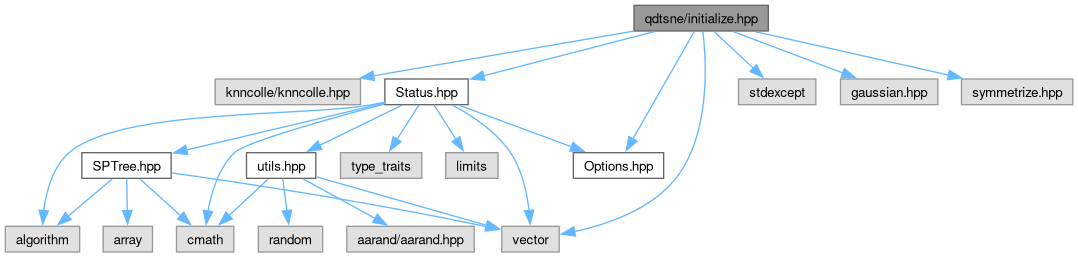 qdtsne/initialize.hpp
knncolle/knncolle.hpp
Status.hpp
stdexcept
gaussian.hpp
symmetrize.hpp
SPTree.hpp
utils.hpp
type_traits
limits
Options.hpp
algorithm
array
cmath
random
aarand/aarand.hpp
vector